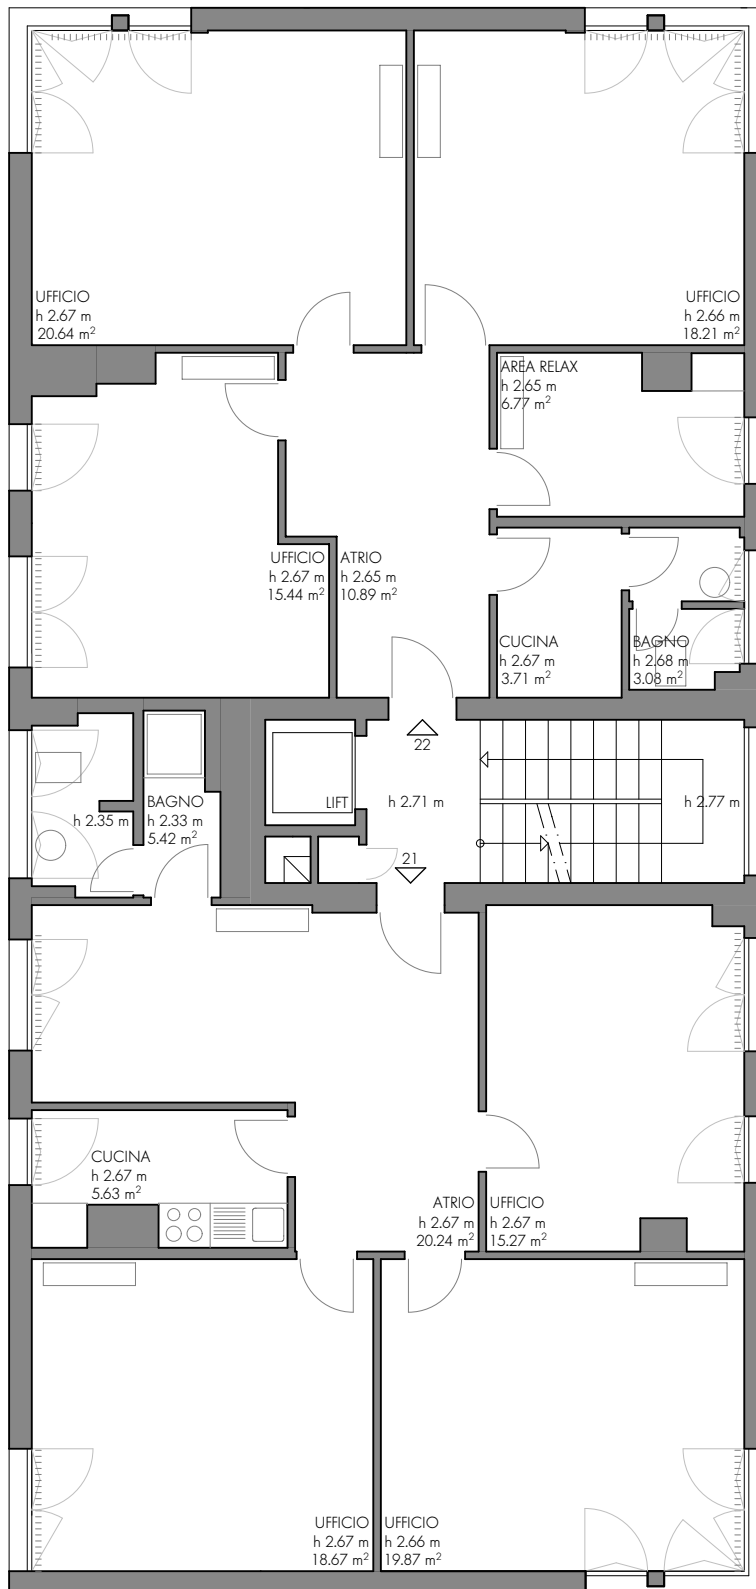 UFFICIO
h 2.67 m
20.64 m²
UFFICIO
h 2.66 m
18.21 m²
AREA RELAX
h 2.65 m
6.77 m²
UFFICIO
h 2.67 m
15.44 m²
ATRIO
h 2.65 m
10.89 m²
CUCINA
h 2.67 m
3.71 m²
BAGNO
h 2.68 m
3.08 m²
22
LIFT
h 2.71 m
h 2.77 m
h 2.35 m
BAGNO
h 2.33 m
5.42 m²
21
CUCINA
h 2.67 m
5.63 m²
ATRIO
h 2.67 m
20.24 m²
UFFICIO
h 2.67 m
15.27 m²
UFFICIO
h 2.67 m
18.67 m²
UFFICIO
h 2.66 m
19.87 m²